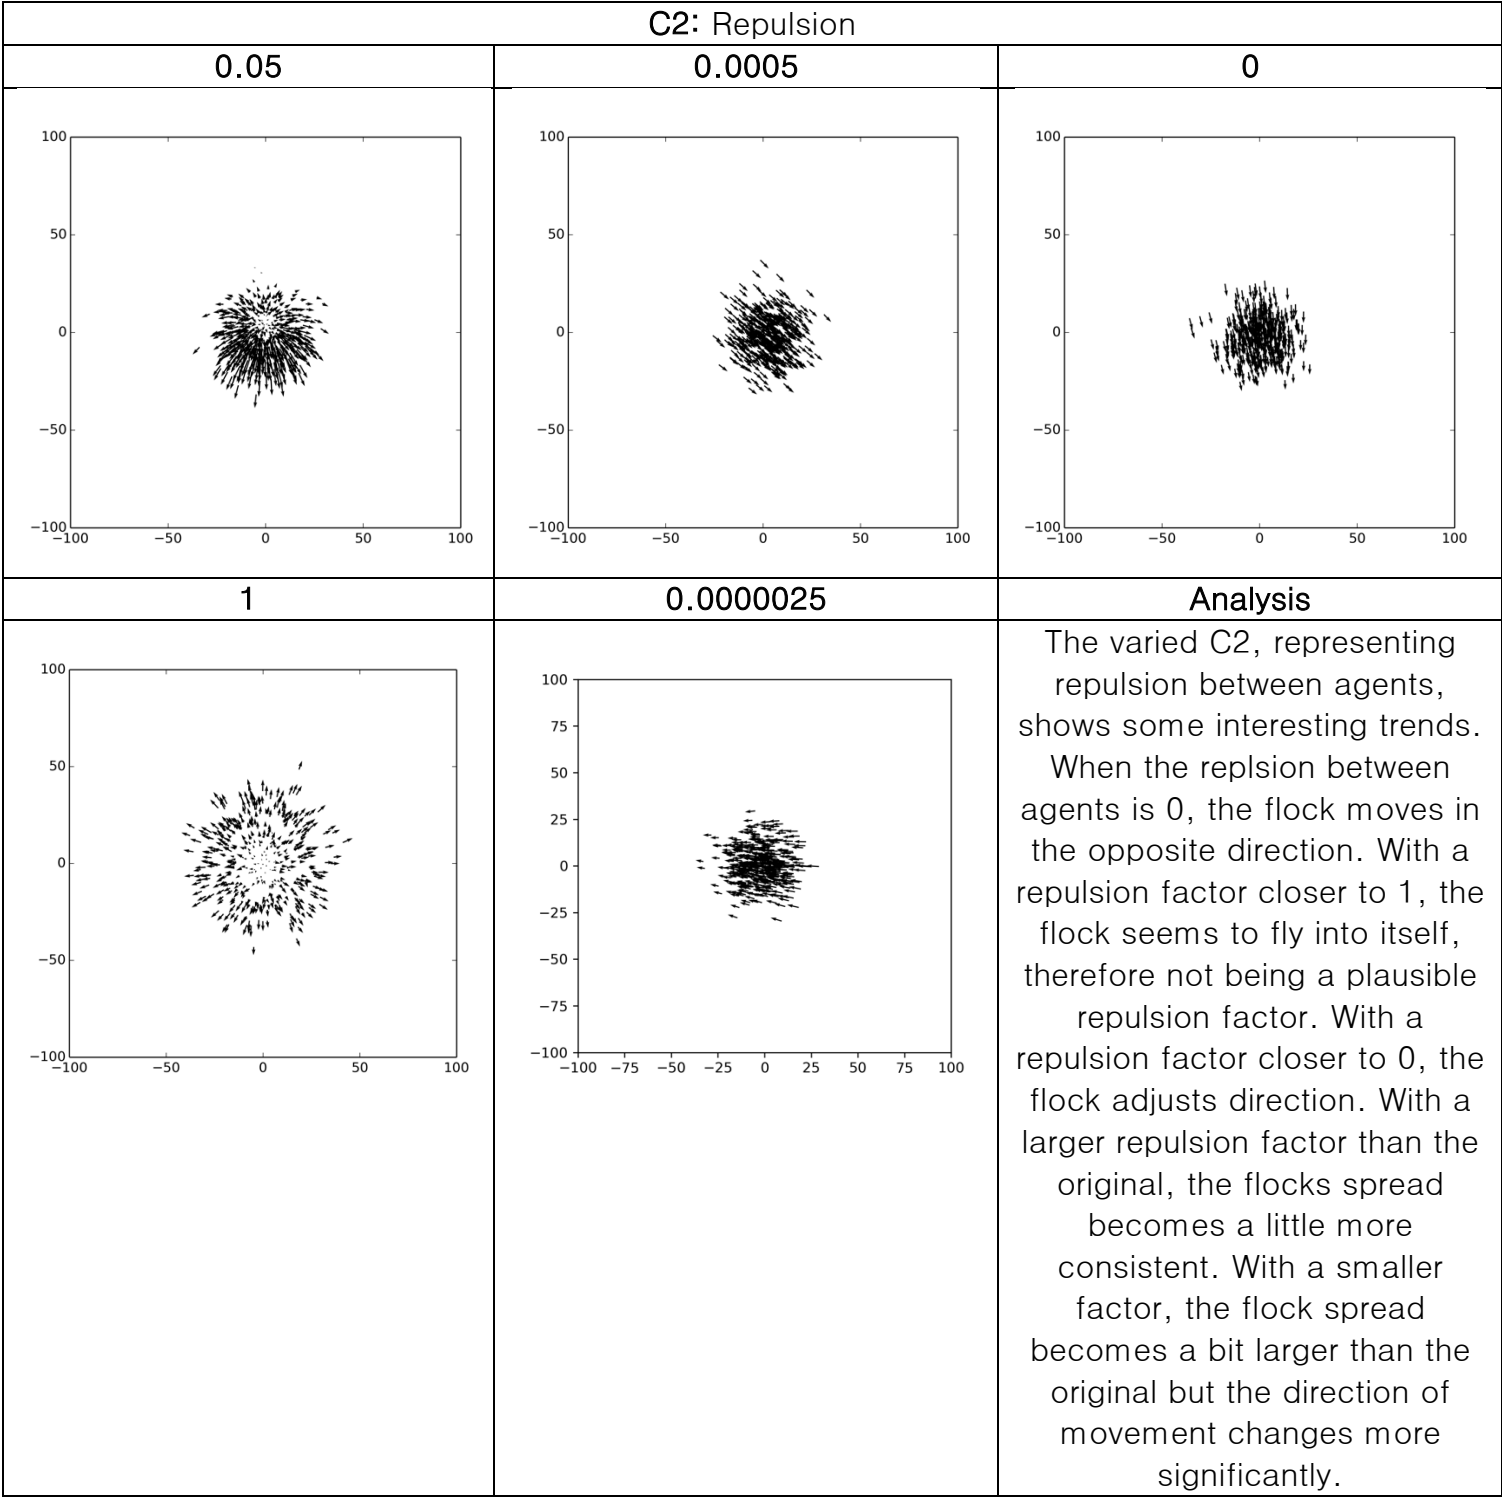 C2: Repulsion
0.05
0.0005
0
100
50
0
−50
−100
−100
−50
0
50
100
100
50
0
−50
−100
−100
−50
0
50
100
100
50
0
−50
−100
−100
−50
0
50
100
1
0.0000025
Analysis
100
50
0
−50
−100
−100
−50
0
50
100
100
75
50
25
0
−25
−50
−75
−100
−100
−75
−50
−25
0
25
50
75
100
The varied C2, representing
repulsion between agents,
shows some interesting trends.
When the replsion between
agents is 0, the flock moves in
the opposite direction. With a
repulsion factor closer to 1, the
flock seems to fly into itself,
therefore not being a plausible
repulsion factor. With a
repulsion factor closer to 0, the
flock adjusts direction. With a
larger repulsion factor than the
original, the flocks spread
becomes a little more
consistent. With a smaller
factor, the flock spread
becomes a bit larger than the
original but the direction of
movement changes more
significantly.